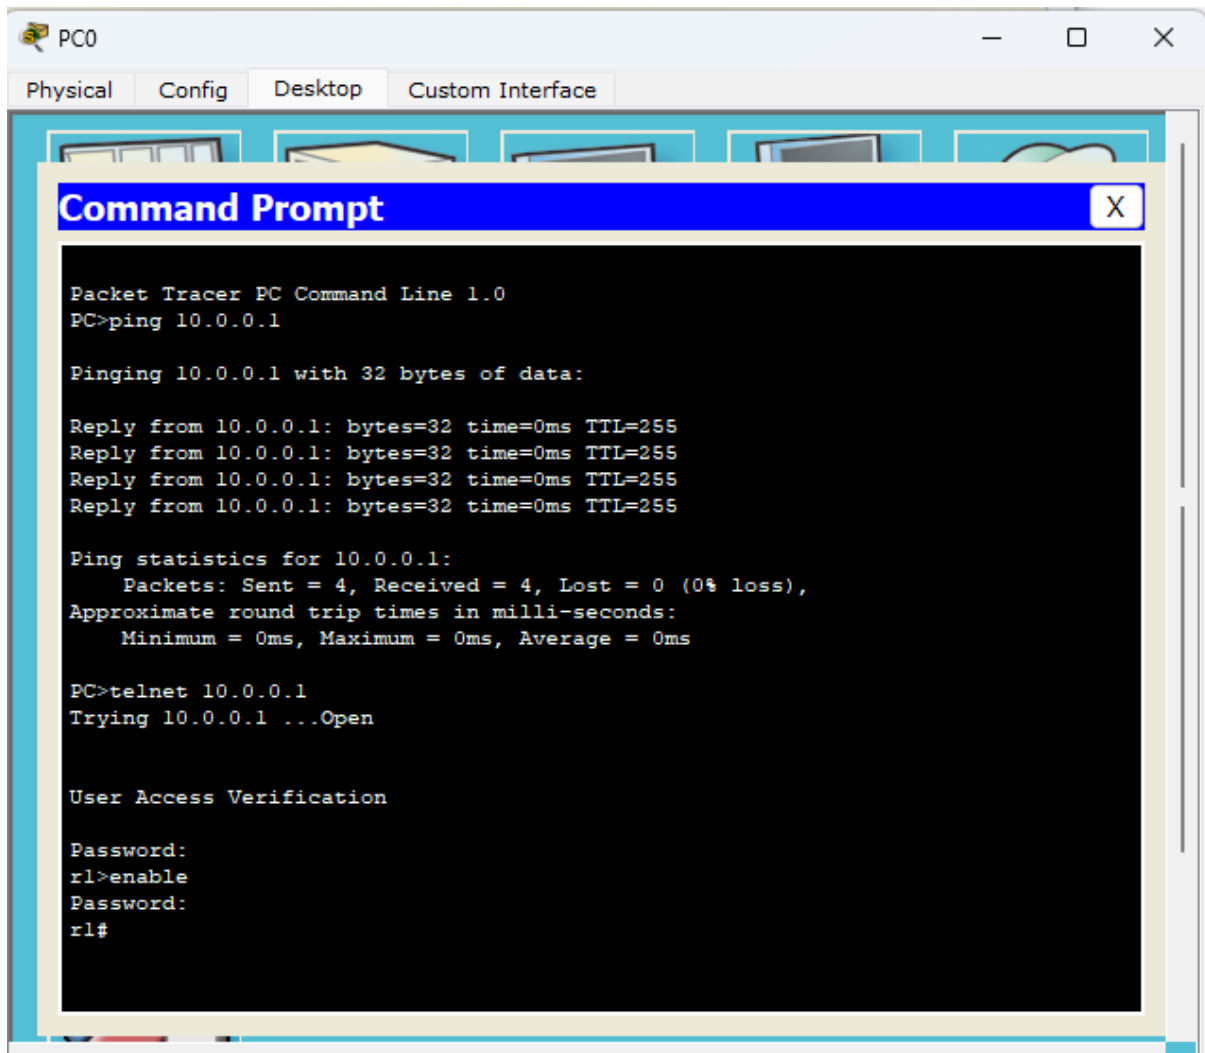 PC0
Physical Config Desktop Custom Interface
Command Prompt
X
Packet Tracer PC Command Line 1.0
PC>ping 10.0.0.1
Pinging 10.0.0.1 with 32 bytes of data:
Reply from 10.0.0.1: bytes=32 time=0ms TTL=255
Reply from 10.0.0.1: bytes=32 time=0ms TTL=255
Reply from 10.0.0.1: bytes=32 time=0ms TTL=255
Reply from 10.0.0.1: bytes=32 time=0ms TTL=255
Ping statistics for 10.0.0.1:
Packets: Sent = 4, Received = 4, Lost = 0 (0% loss),
Approximate round trip times in milli-seconds:
Minimum = 0ms, Maximum = 0ms, Average = 0ms
PC>telnet 10.0.0.1
Trying 10.0.0.1 ...Open
User Access Verification
Password:
r1>enable
Password:
r1#